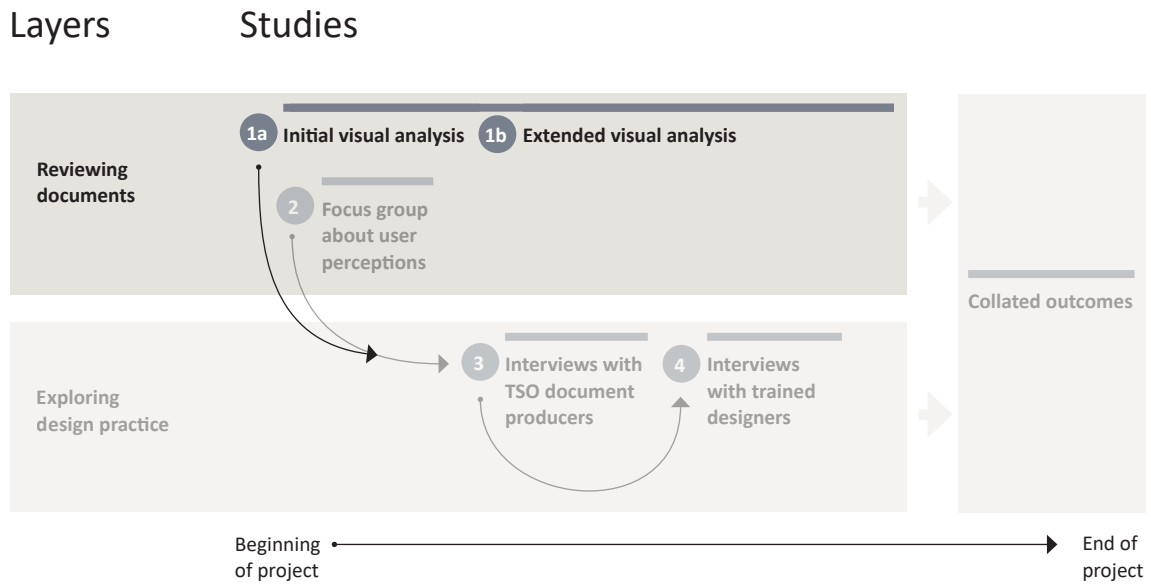 Layers
Studies
1a Initial visual analysis
1b Extended visual analysis
Reviewing
documents
2 Focus group
about user
perceptions
Collated outcomes
Exploring
design practice
3 Interviews with
TSO document
producers
4 Interviews
with trained
designers
Beginning
of project
End of
project